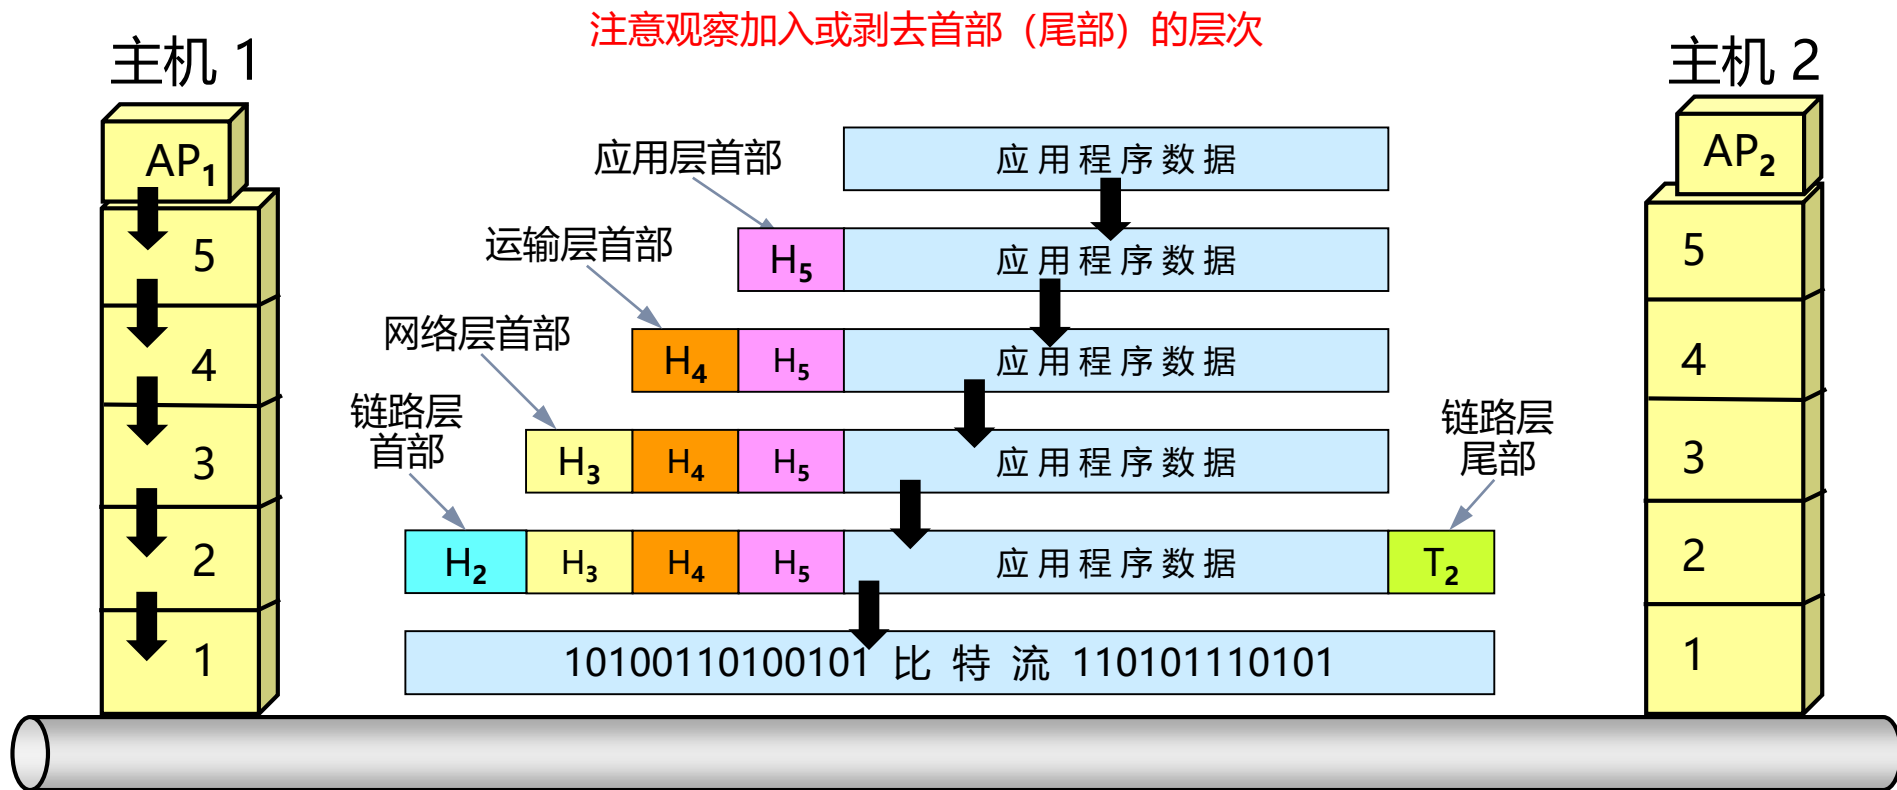 注意观察加入或剥去首部（尾部）的层次
主机 1
主机 2
AP1
AP2
应用层首部
应 用 程 序 数 据
5
运输层首部
H5
应 用 程 序 数 据
5
4
网络层首部
H4
H5
应 用 程 序 数 据
4
3
链路层
首部
H3
H4
H5
应 用 程 序 数 据
链路层
尾部
3
2
H2
H3
H4
H5
应 用 程 序 数 据
T2
2
1
10100110100101 比 特 流 110101110101
1